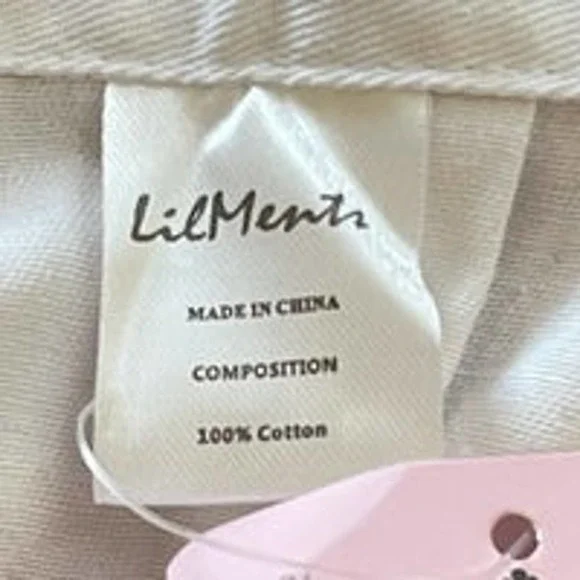 LilMents
MADE IN CHINA
COMPOSITION
100% Cotton